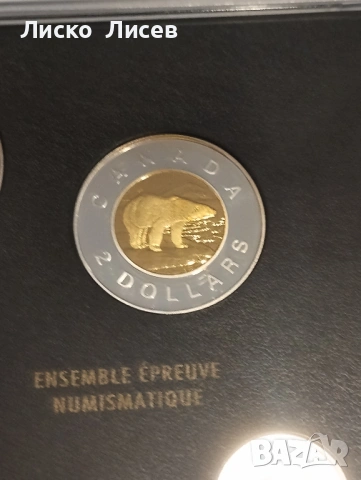 Лиско Лисев
CANADA
2 DOLLARS
ENSEMBLE ÉPREUVE
NUMISMATIQUE
BAZAR